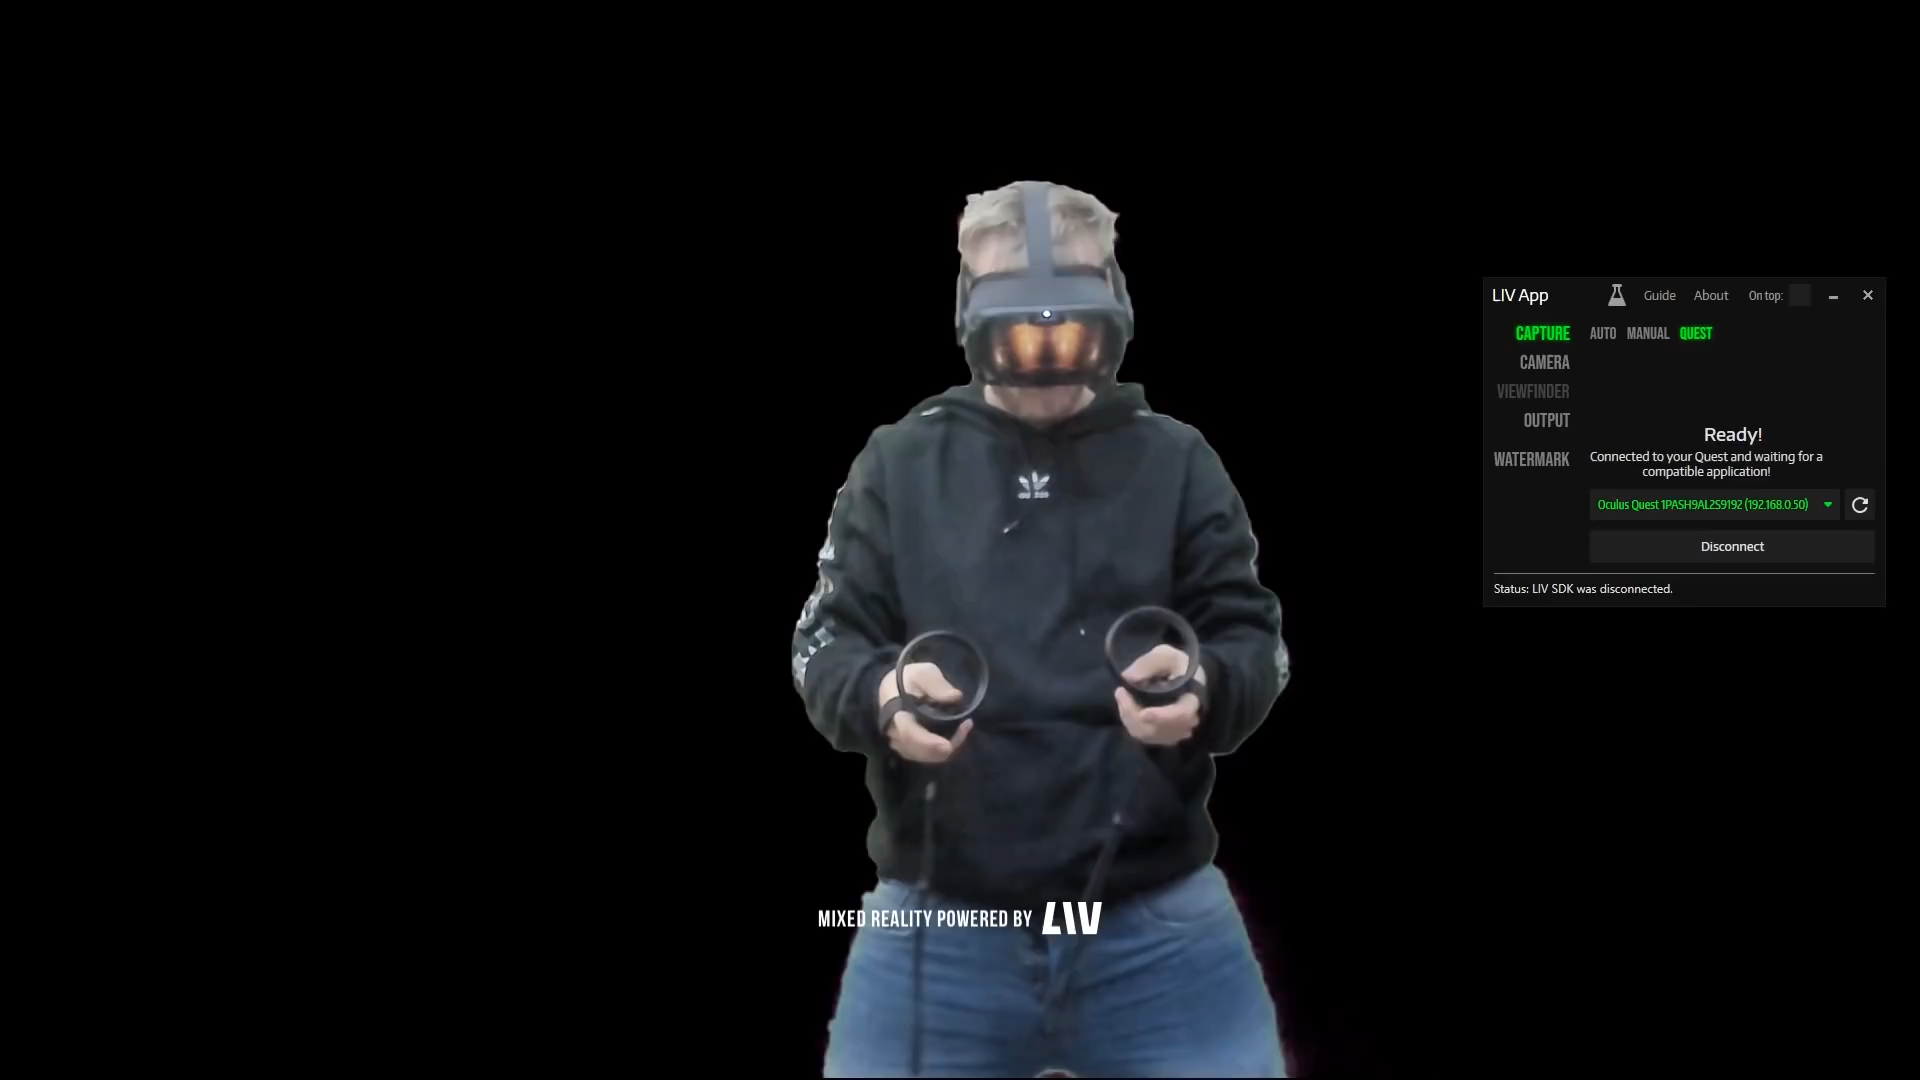 LIV App
Guide
About
On top:
CAPTURE
AUTO
MANUAL
QUEST
CAMERA
VIEWFINDER
OUTPUT
WATERMARK
Ready!
Connected to your Quest and waiting for a
compatible application!
Oculus Quest 1PASH9AL2S9192 (192.168.0.50)
Disconnect
Status: LIV SDK was disconnected.
MIXED REALITY POWERED BY LIV